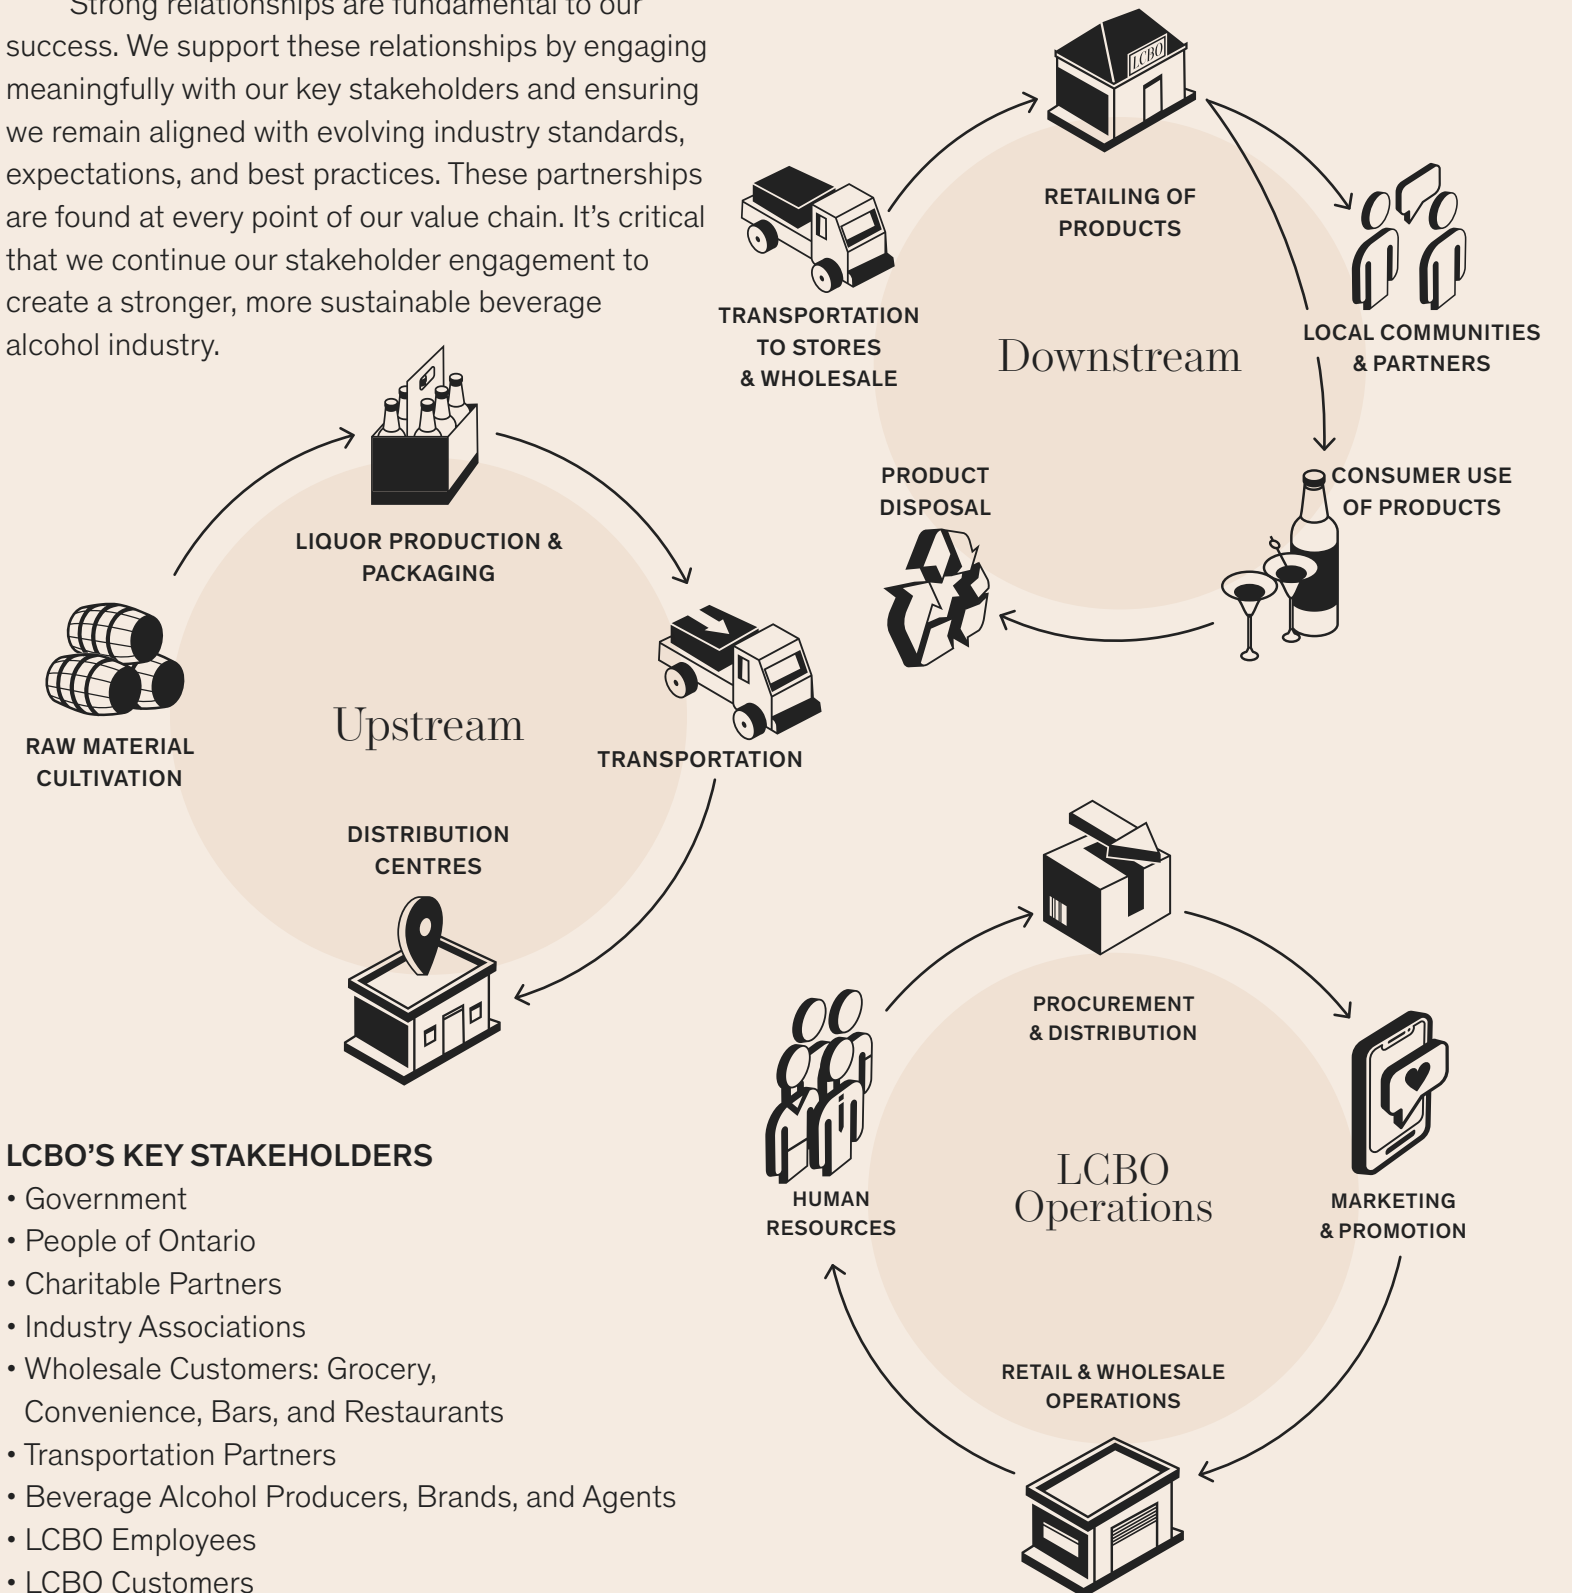 Strong relationships are fundamental to our
success. We support these relationships by engaging
meaningfully with our key stakeholders and ensuring
we remain aligned with evolving industry standards,
expectations, and best practices. These partnerships
are found at every point of our value chain. It’s critical
that we continue our stakeholder engagement to
create a stronger, more sustainable beverage
alcohol industry.
LCBO
RETAILING OF
PRODUCTS
TRANSPORTATION
TO STORES
& WHOLESALE
Downstream
LOCAL COMMUNITIES
& PARTNERS
PRODUCT
DISPOSAL
CONSUMER USE
OF PRODUCTS
LIQUOR PRODUCTION &
PACKAGING
RAW MATERIAL
CULTIVATION
Upstream
TRANSPORTATION
DISTRIBUTION
CENTRES
PROCUREMENT
& DISTRIBUTION
HUMAN
RESOURCES
LCBO
Operations
MARKETING
& PROMOTION
RETAIL & WHOLESALE
OPERATIONS
LCBO’S KEY STAKEHOLDERS
• Government
• People of Ontario
• Charitable Partners
• Industry Associations
• Wholesale Customers: Grocery,
Convenience, Bars, and Restaurants
• Transportation Partners
• Beverage Alcohol Producers, Brands, and Agents
• LCBO Employees
• LCBO Customers